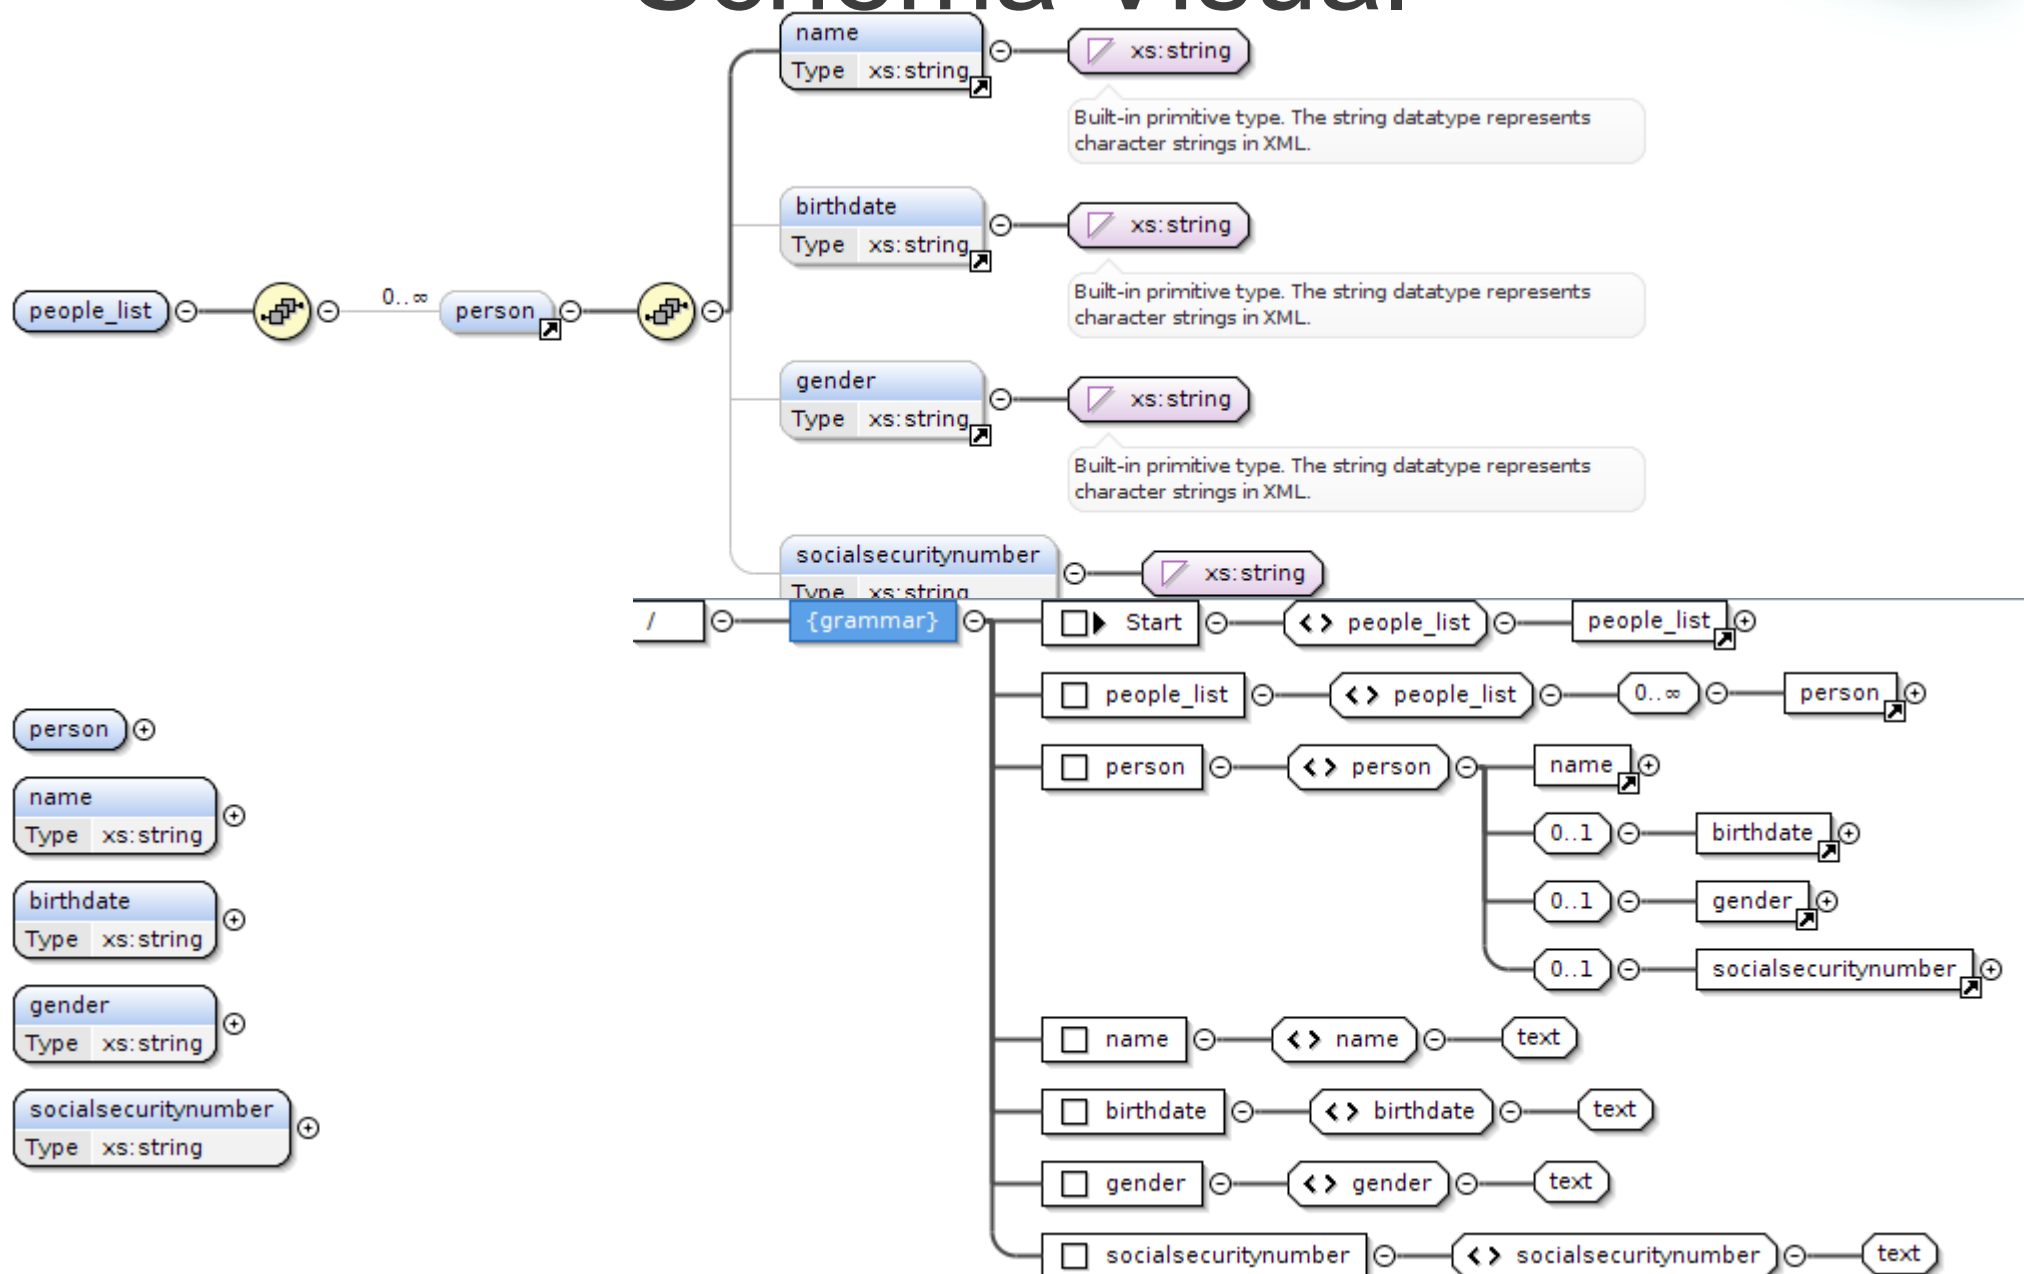 Schema Visual
name
Type xs:string
xs:string
Built-in primitive type. The string datatype represents
character strings in XML.
birthdate
Type xs:string
xs:string
Built-in primitive type. The string datatype represents
character strings in XML.
people_list 0..∞ person
gender
Type xs:string
xs:string
Built-in primitive type. The string datatype represents
character strings in XML.
socialsecuritynumber
Type xs:string
xs:string
person
name
Type xs:string
birthdate
Type xs:string
gender
Type xs:string
socialsecuritynumber
Type xs:string
/ {grammar} Start <> people_list people_list
people_list <> people_list 0..∞ person
person <> person name
0..1 birthdate
0..1 gender
0..1 socialsecuritynumber
name <> name text
birthdate <> birthdate text
gender <> gender text
socialsecuritynumber <> socialsecuritynumber text